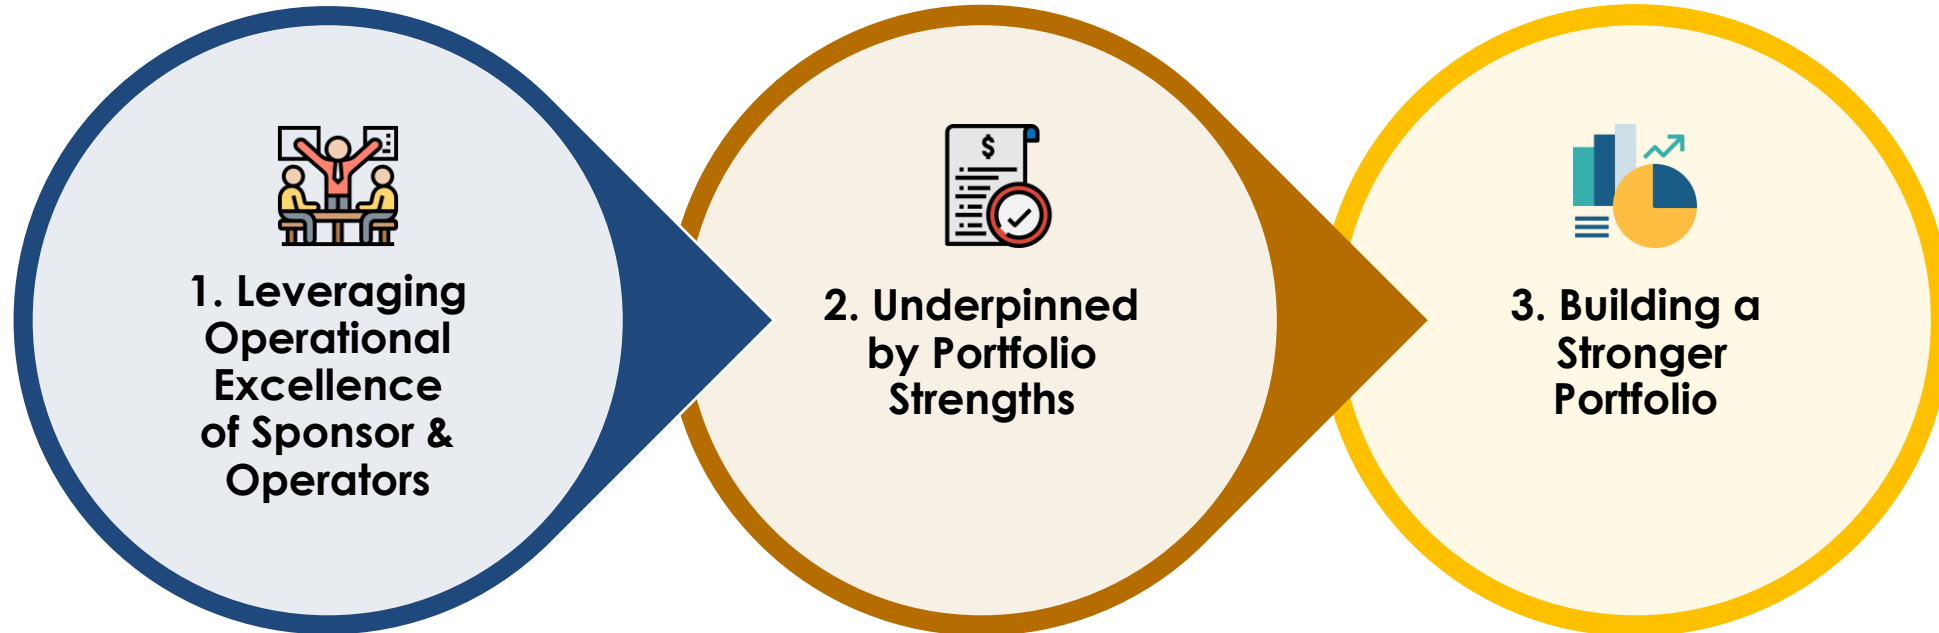 1. Leveraging
Operational
Excellence
of Sponsor &
Operators
$
2. Underpinned
by Portfolio
Strengths
3. Building a
Stronger
Portfolio